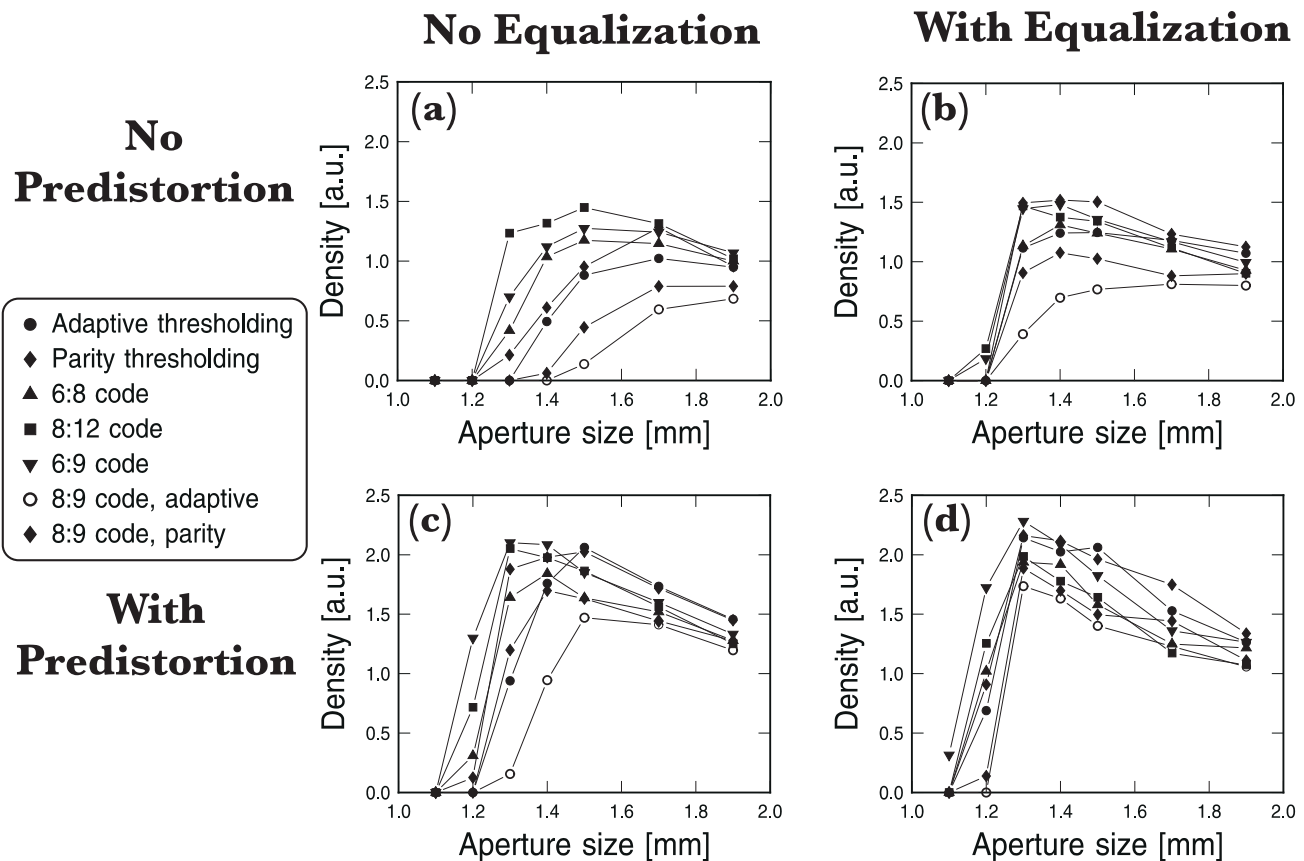 No Equalization
With Equalization
No
Predistortion
(a)
2.5
2.0
1.5
1.0
0.5
0.0
Density [a.u.]
1.0 1.2 1.4 1.6 1.8 2.0
Aperture size [mm]
(b)
2.5
2.0
1.5
1.0
0.5
0.0
Density [a.u.]
1.0 1.2 1.4 1.6 1.8 2.0
Aperture size [mm]
Adaptive thresholding
Parity thresholding
6:8 code
8:12 code
6:9 code
8:9 code, adaptive
8:9 code, parity
With
Predistortion
(c)
2.5
2.0
1.5
1.0
0.5
0.0
Density [a.u.]
1.0 1.2 1.4 1.6 1.8 2.0
Aperture size [mm]
(d)
2.5
2.0
1.5
1.0
0.5
0.0
Density [a.u.]
1.0 1.2 1.4 1.6 1.8 2.0
Aperture size [mm]